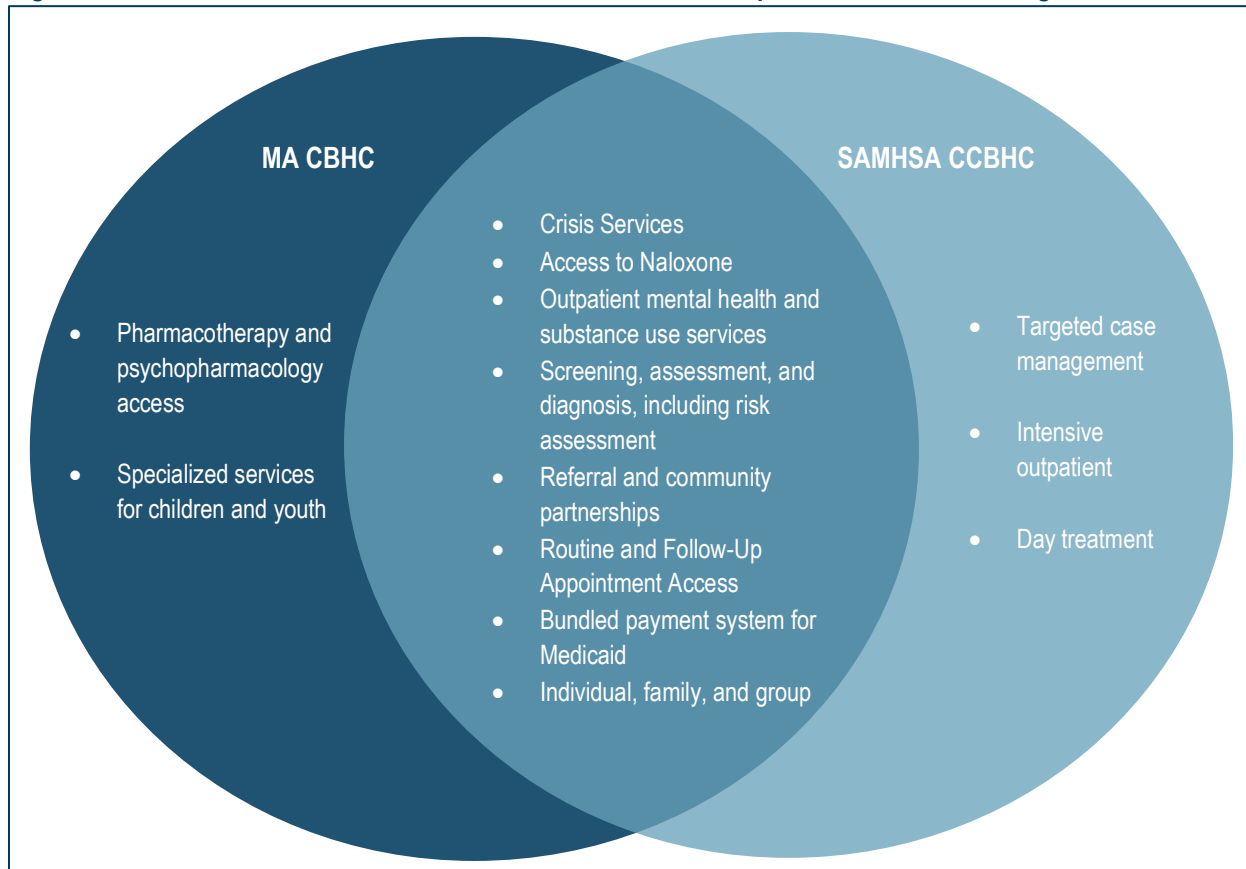 MA CBHC
• Pharmacotherapy and
psychopharmacology
access
• Specialized services
for children and youth
• Crisis Services
• Access to Naloxone
• Outpatient mental health and
substance use services
• Screening, assessment, and
diagnosis, including risk
assessment
• Referral and community
partnerships
• Routine and Follow-Up
Appointment Access
• Bundled payment system for
Medicaid
• Individual, family, and group
SAMHSA CCBHC
• Targeted case
management
• Intensive
outpatient
• Day treatment